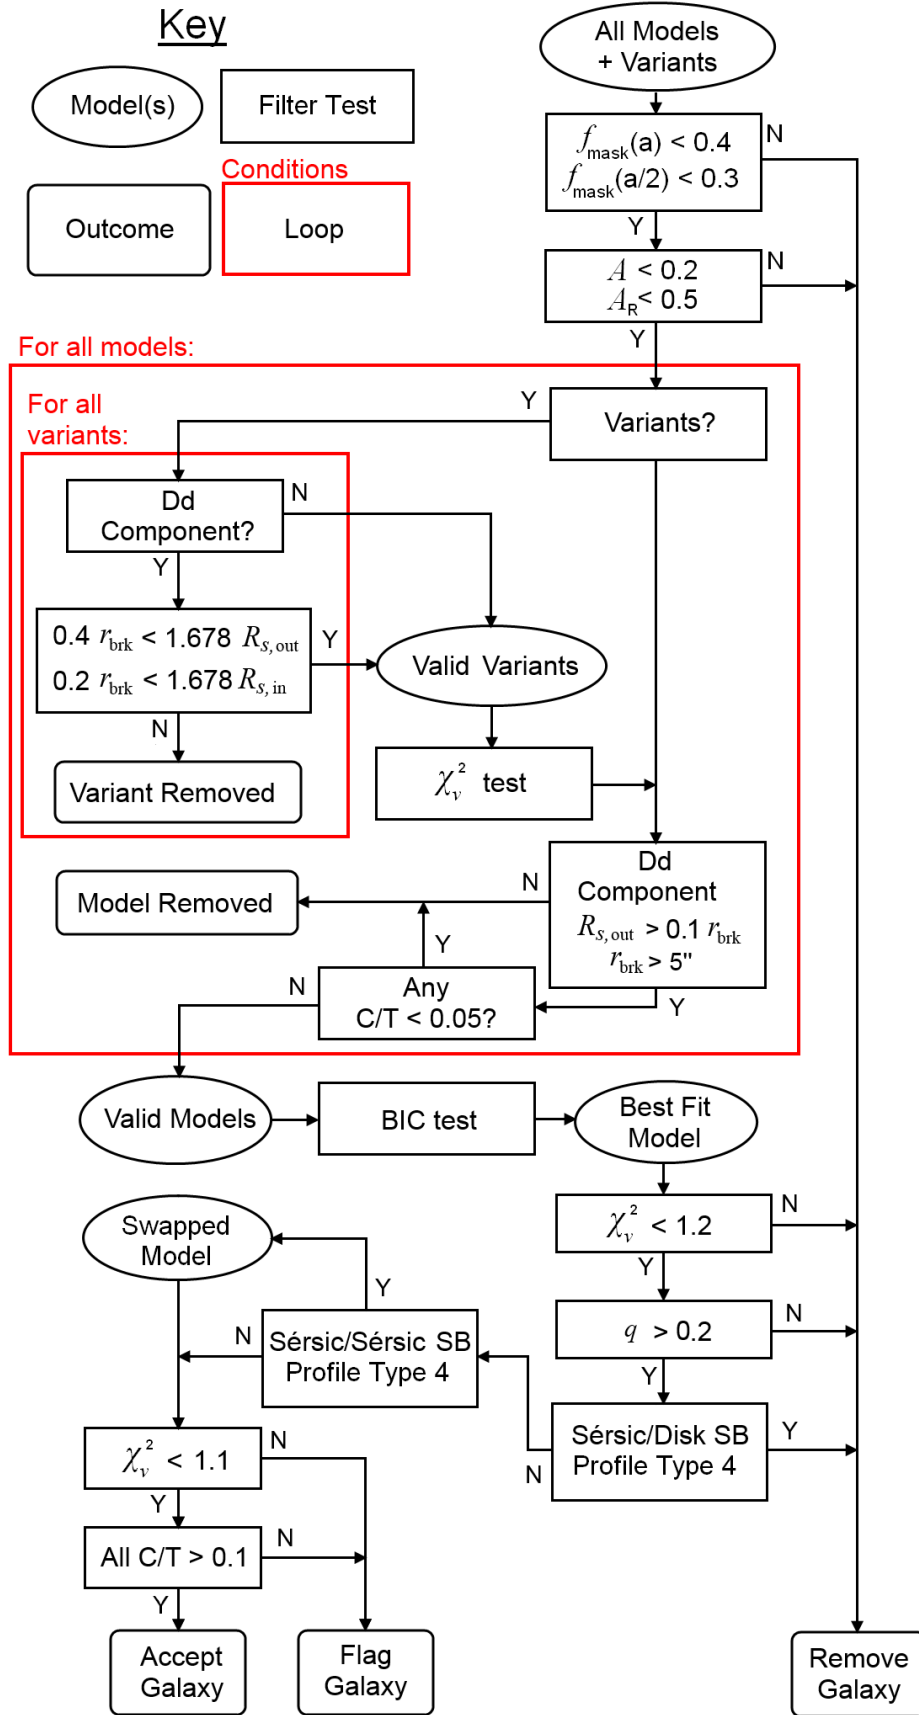 Key
Model(s)
Filter Test
Outcome
Conditions
Loop
All Models
+ Variants
f_mask(a) < 0.4
f_mask(a/2) < 0.3
N
Y
A < 0.2
A_R < 0.5
N
Y
For all models:
Variants?
Y
For all
variants:
Dd
Component?
N
Y
0.4 r_brk < 1.678 R_s,out
0.2 r_brk < 1.678 R_s,in
Y
N
Variant Removed
Valid Variants
χ_ν^2 test
Dd
Component
R_s,out > 0.1 r_brk
r_brk > 5"
N
Y
Model Removed
Any
C/T < 0.05?
Y
N
Valid Models
BIC test
Best Fit
Model
χ_ν^2 < 1.2
N
Y
q > 0.2
N
Y
Sérsic/Disk SB
Profile Type 4
Y
N
Sérsic/Sérsic SB
Profile Type 4
Y
N
Swapped
Model
χ_ν^2 < 1.1
N
Y
All C/T > 0.1
N
Y
Accept
Galaxy
Flag
Galaxy
Remove
Galaxy